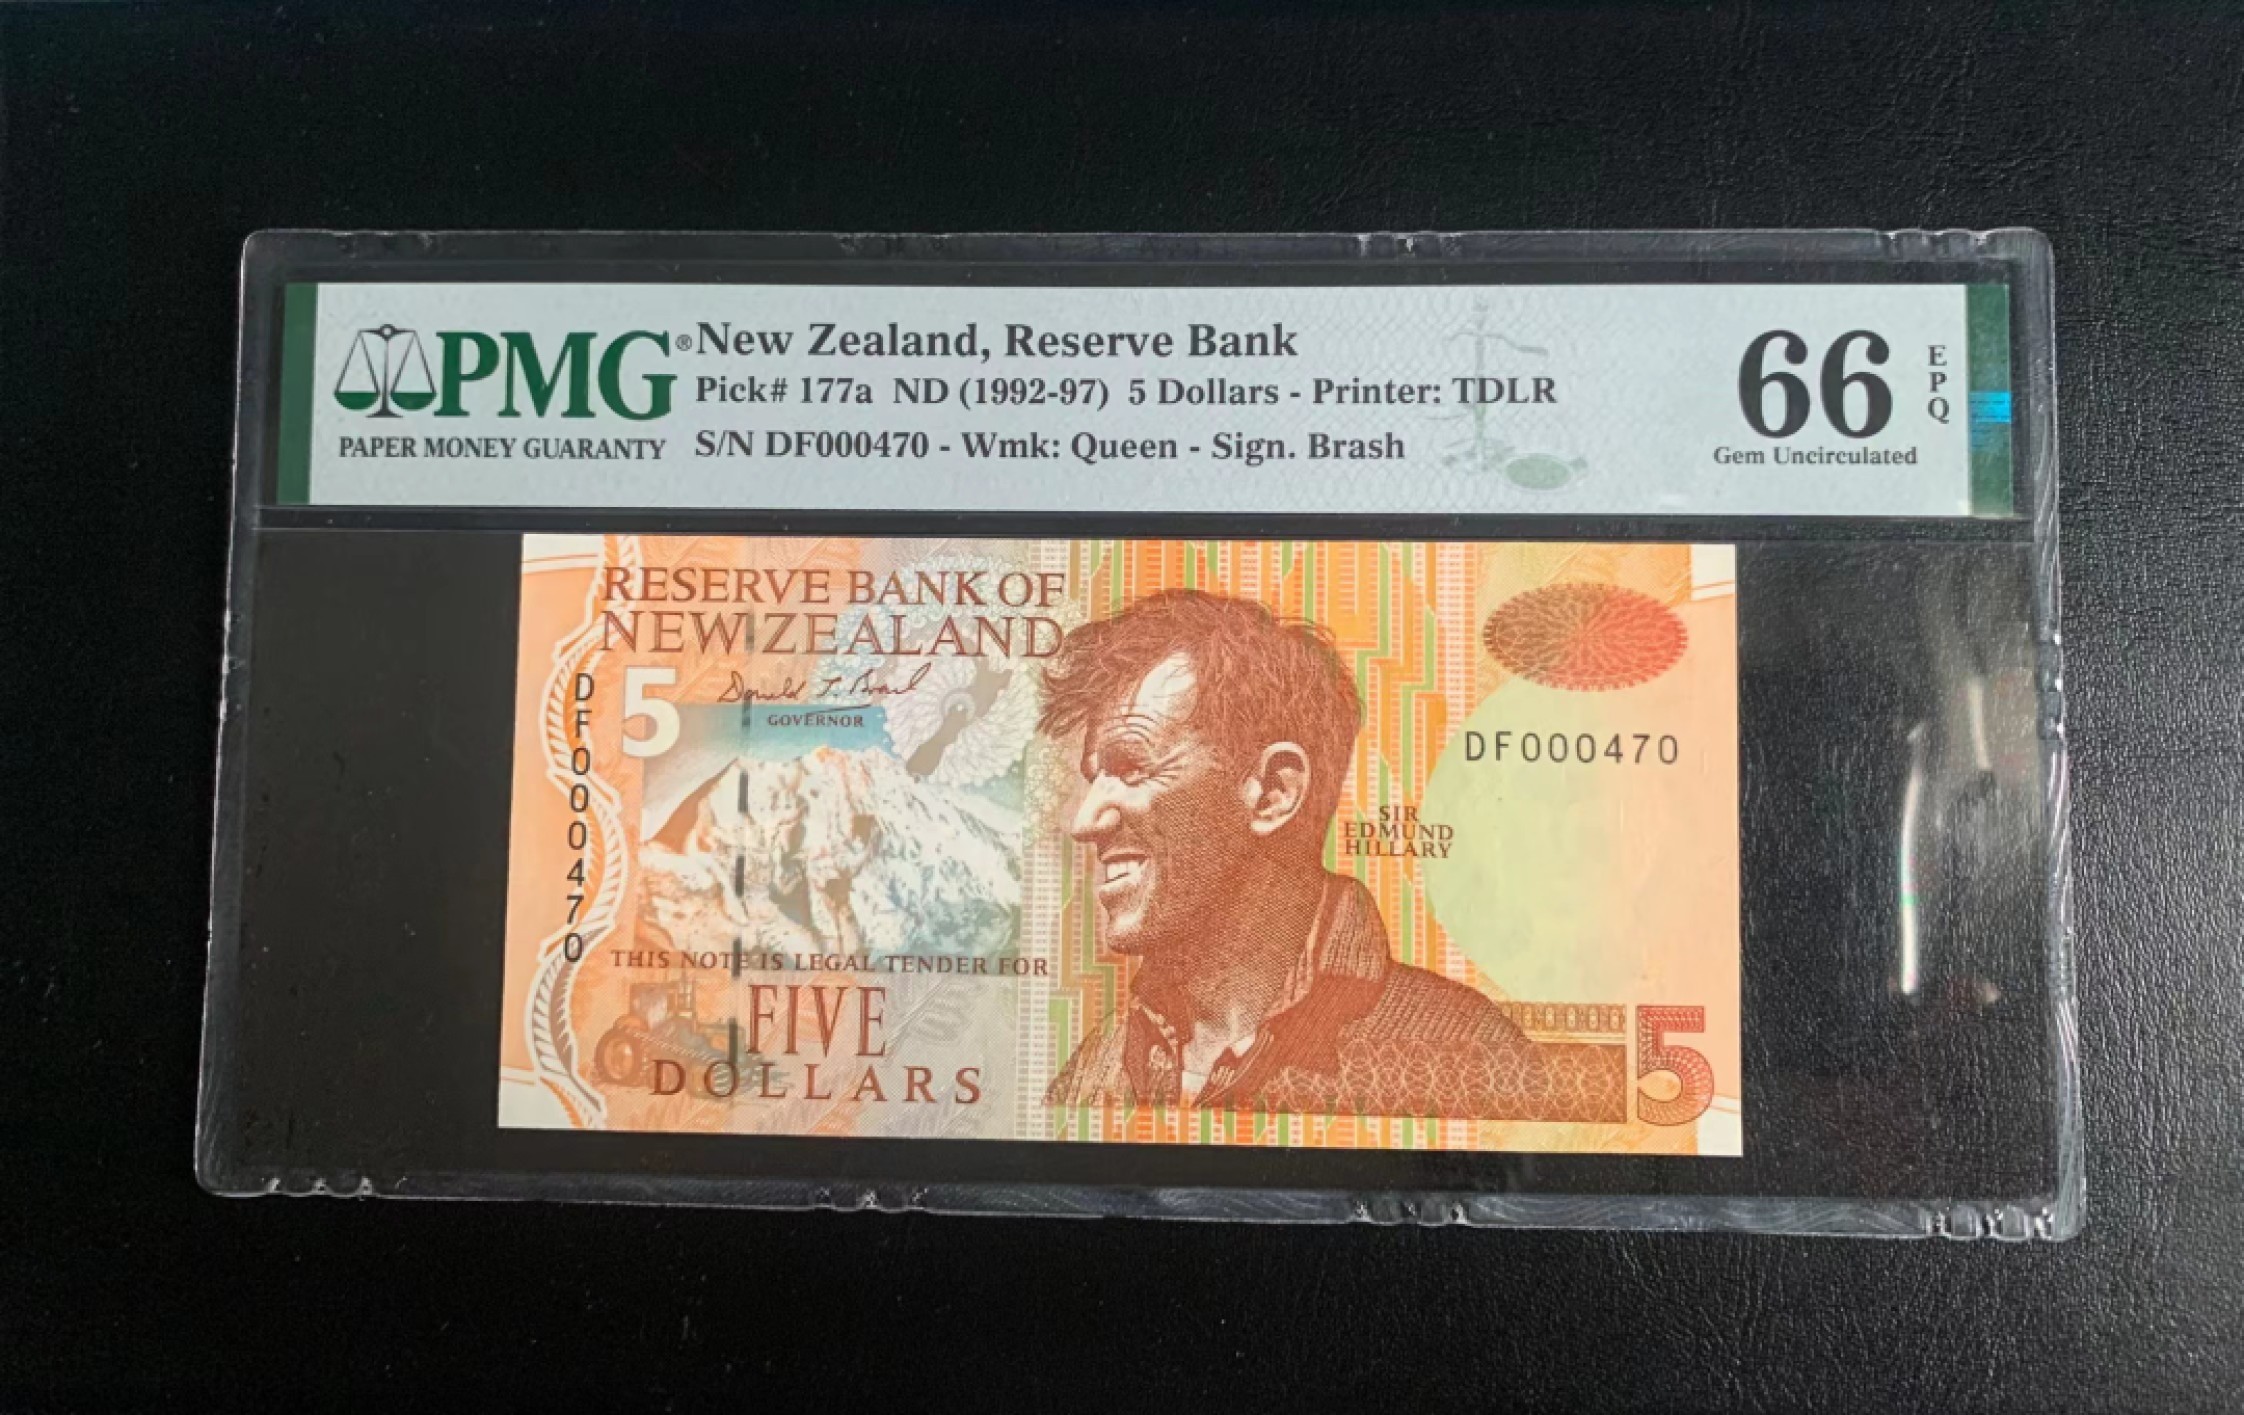 PMG®
PAPER MONEY GUARANTY
New Zealand, Reserve Bank
Pick# 177a ND (1992-97) 5 Dollars - Printer: TDLR
S/N DF000470 - Wmk: Queen - Sign. Brash
66
EPQ
Gem Uncirculated
RESERVE BANK OF
NEW ZEALAND
5
Donald T. Brash
GOVERNOR
DF000470
DF000470
SIR
EDMUND
HILLARY
THIS NOTE IS LEGAL TENDER FOR
FIVE
DOLLARS
5